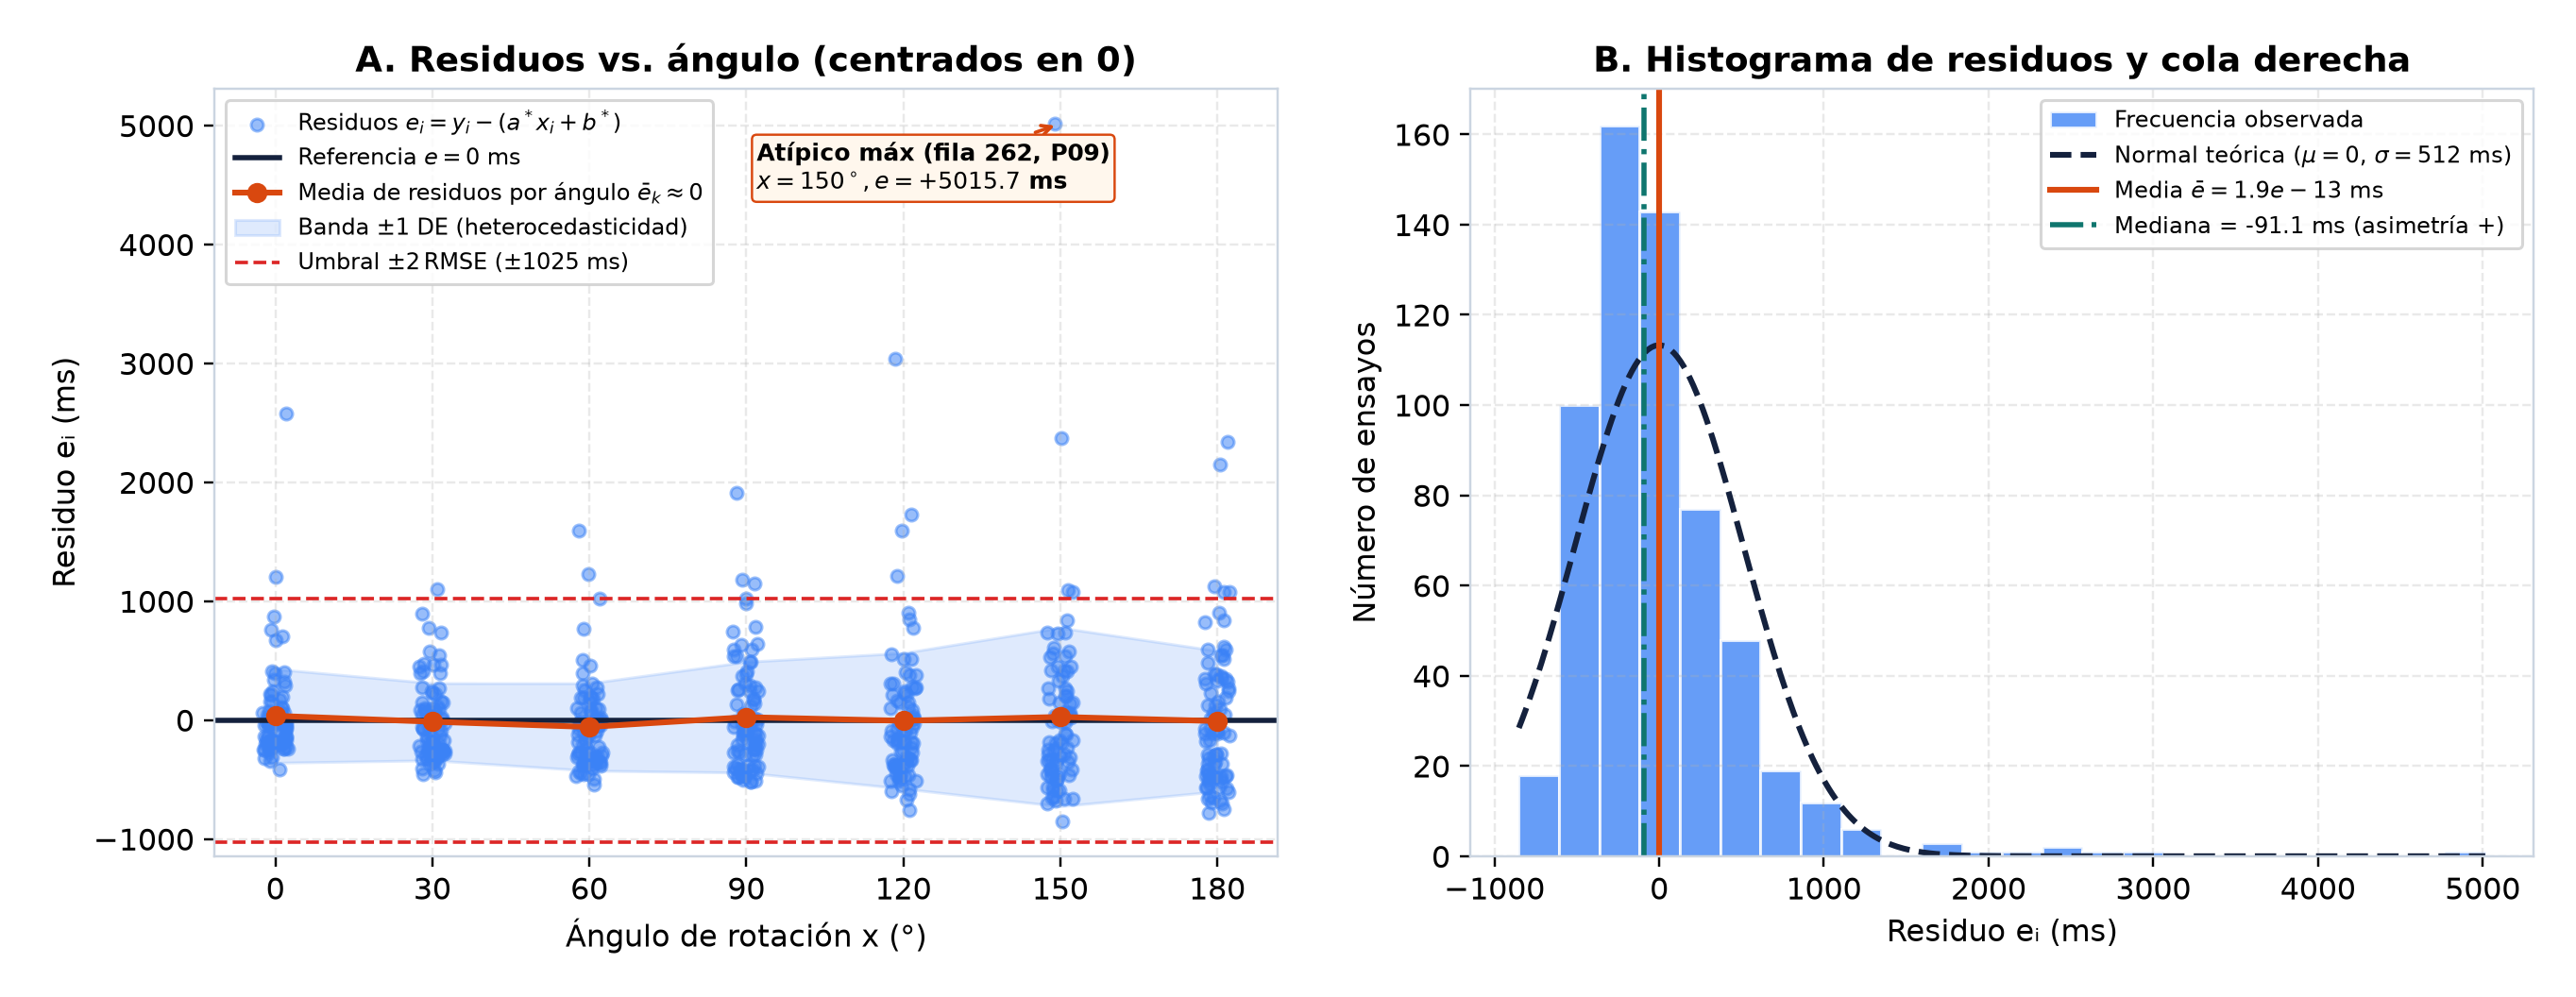 A. Residuos vs. ángulo (centrados en 0)
Residuos eᵢ = yᵢ − (a*xᵢ + b*)
Referencia e = 0 ms
Media de residuos por ángulo ēₖ ≈ 0
Banda ±1 DE (heterocedasticidad)
Umbral ±2 RMSE (±1025 ms)
Atípico máx (fila 262, P09)
x = 150°, e = +5015.7 ms
5000
4000
3000
2000
1000
0
−1000
Residuo eᵢ (ms)
0 30 60 90 120 150 180
Ángulo de rotación x (°)
B. Histograma de residuos y cola derecha
Frecuencia observada
Normal teórica (μ = 0, σ = 512 ms)
Media ē = 1.9e − 13 ms
Mediana = -91.1 ms (asimetría +)
160
140
120
100
80
60
40
20
0
Número de ensayos
−1000 0 1000 2000 3000 4000 5000
Residuo eᵢ (ms)